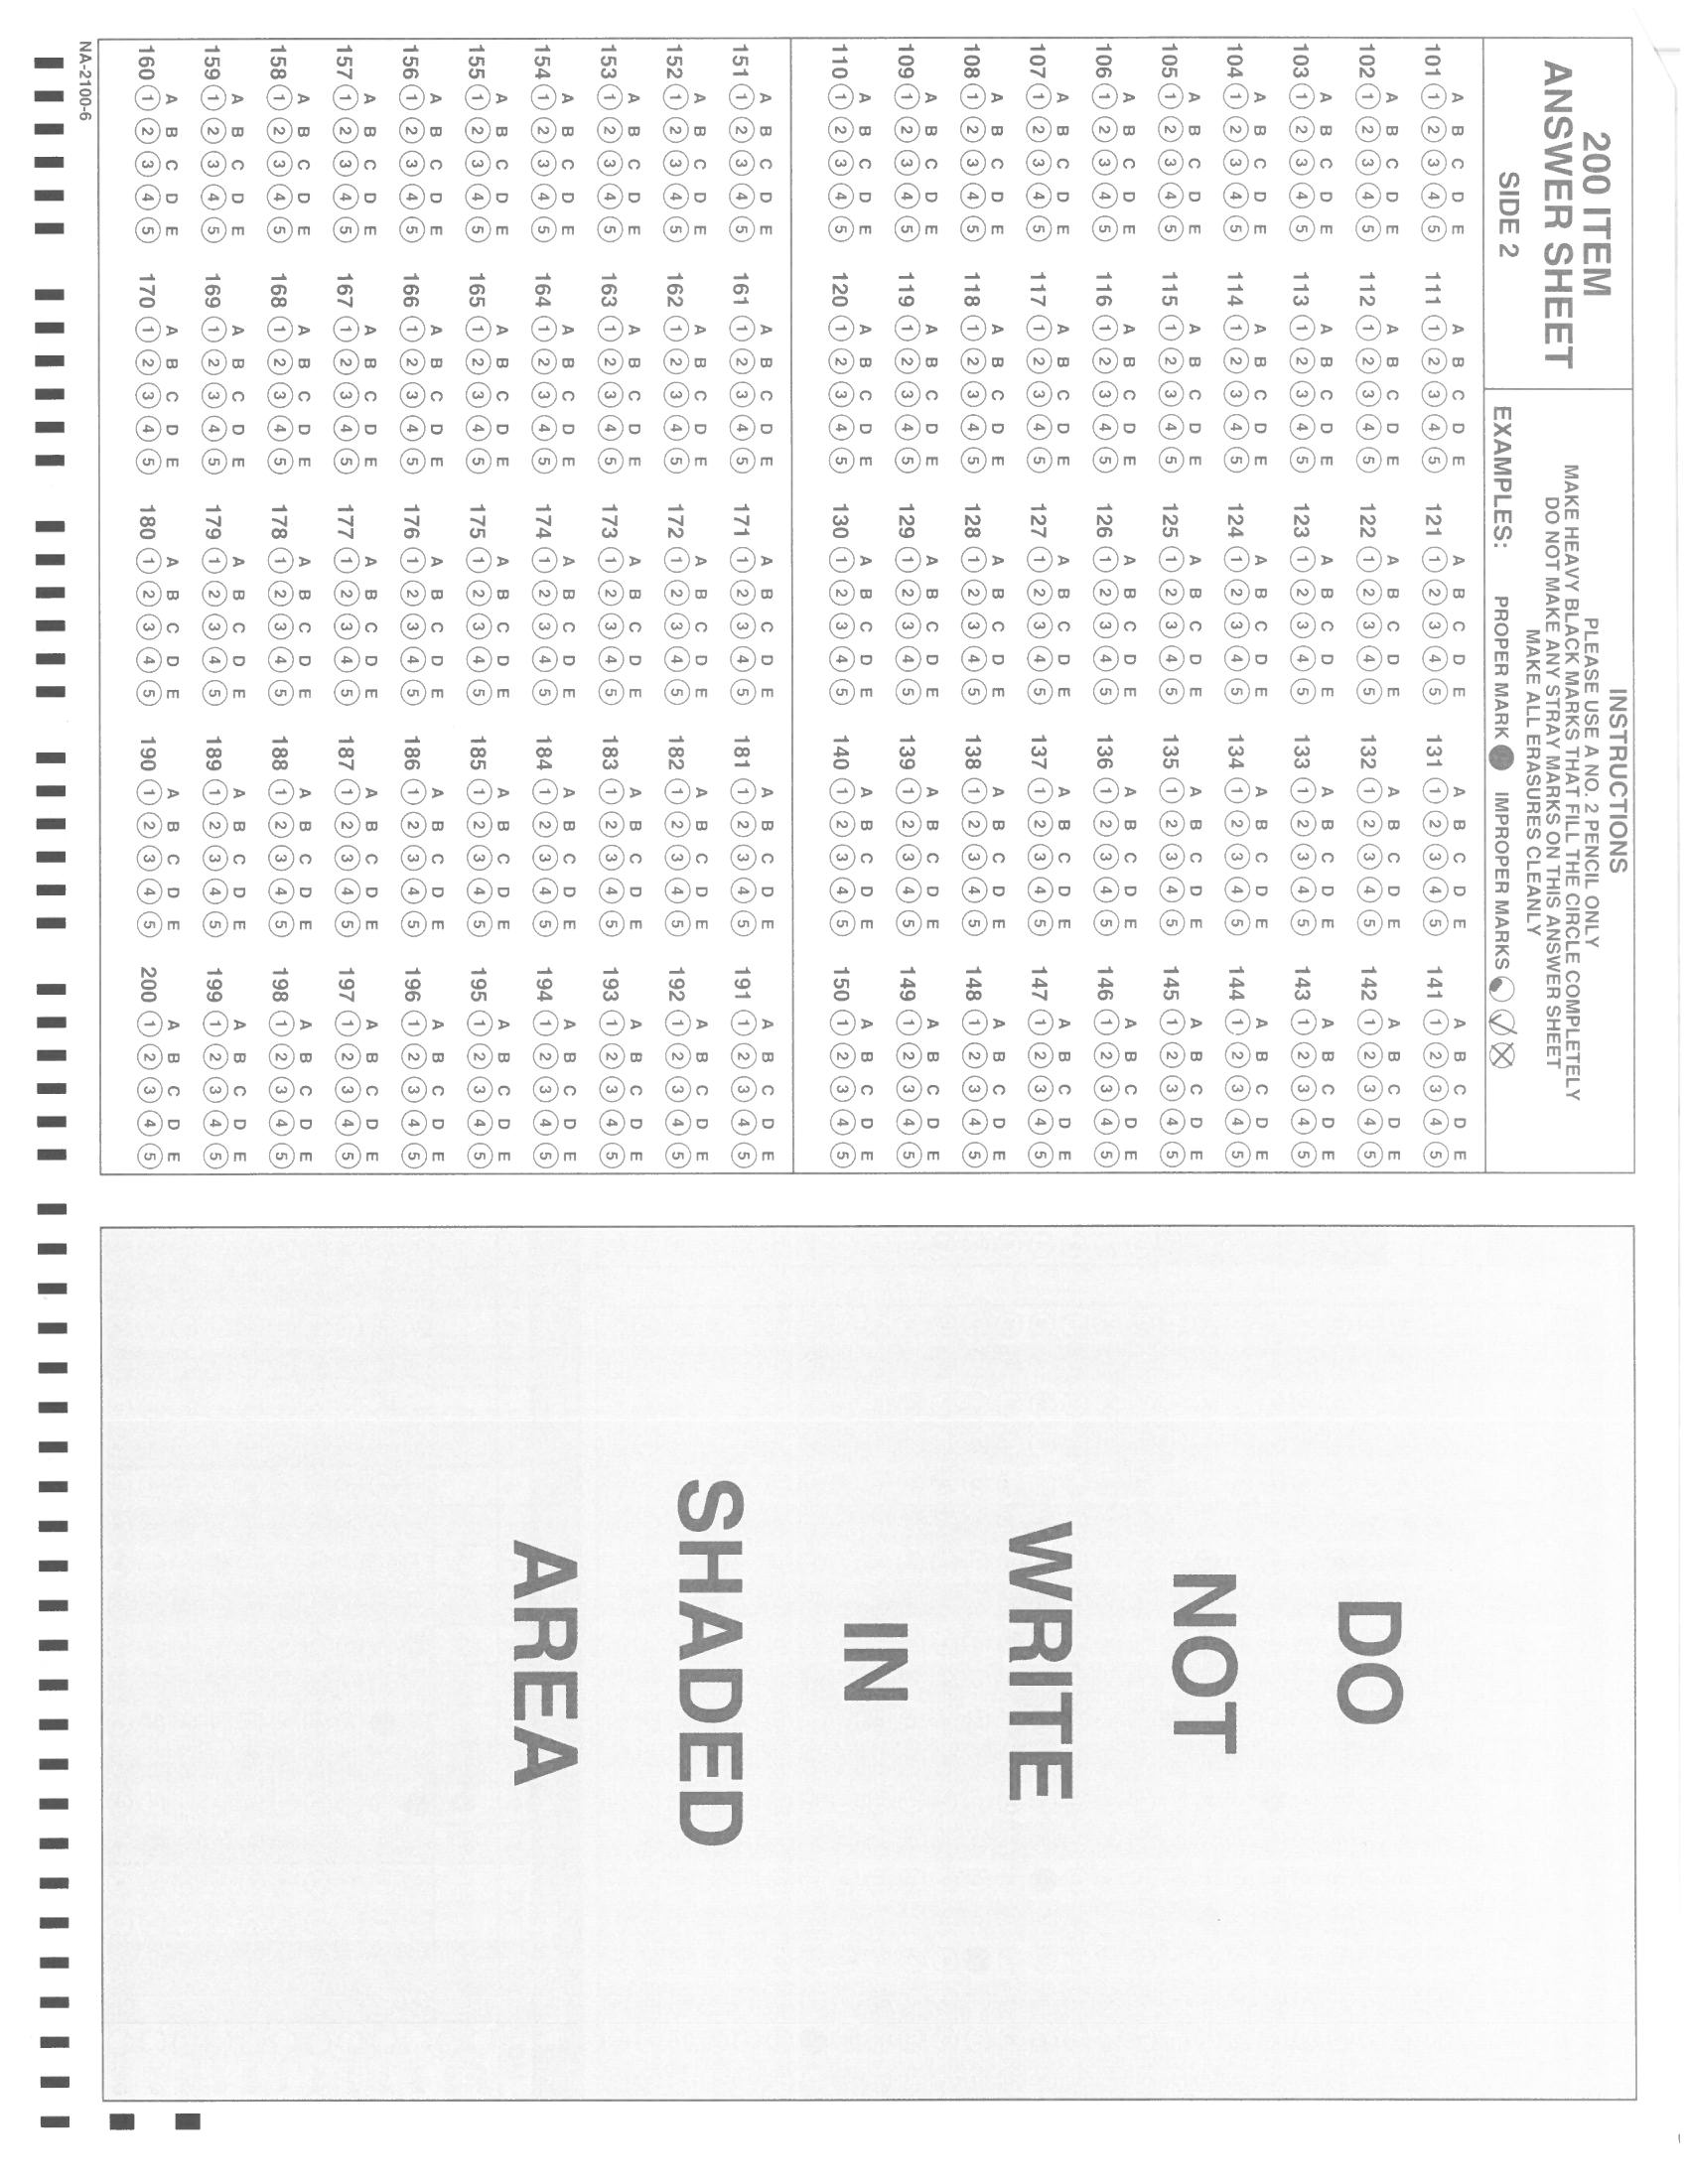 200 ITEM
ANSWER SHEET
SIDE 2
INSTRUCTIONS
PLEASE USE A NO. 2 PENCIL ONLY
MAKE HEAVY BLACK MARKS THAT FILL THE CIRCLE COMPLETELY
DO NOT MAKE ANY STRAY MARKS ON THIS ANSWER SHEET
MAKE ALL ERASURES CLEANLY
EXAMPLES: PROPER MARK IMPROPER MARKS
A B C D E A B C D E A B C D E A B C D E A B C D E
101 1 2 3 4 5 111 1 2 3 4 5 121 1 2 3 4 5 131 1 2 3 4 5 141 1 2 3 4 5
A B C D E A B C D E A B C D E A B C D E A B C D E
102 1 2 3 4 5 112 1 2 3 4 5 122 1 2 3 4 5 132 1 2 3 4 5 142 1 2 3 4 5
A B C D E A B C D E A B C D E A B C D E A B C D E
103 1 2 3 4 5 113 1 2 3 4 5 123 1 2 3 4 5 133 1 2 3 4 5 143 1 2 3 4 5
A B C D E A B C D E A B C D E A B C D E A B C D E
104 1 2 3 4 5 114 1 2 3 4 5 124 1 2 3 4 5 134 1 2 3 4 5 144 1 2 3 4 5
A B C D E A B C D E A B C D E A B C D E A B C D E
105 1 2 3 4 5 115 1 2 3 4 5 125 1 2 3 4 5 135 1 2 3 4 5 145 1 2 3 4 5
A B C D E A B C D E A B C D E A B C D E A B C D E
106 1 2 3 4 5 116 1 2 3 4 5 126 1 2 3 4 5 136 1 2 3 4 5 146 1 2 3 4 5
A B C D E A B C D E A B C D E A B C D E A B C D E
107 1 2 3 4 5 117 1 2 3 4 5 127 1 2 3 4 5 137 1 2 3 4 5 147 1 2 3 4 5
A B C D E A B C D E A B C D E A B C D E A B C D E
108 1 2 3 4 5 118 1 2 3 4 5 128 1 2 3 4 5 138 1 2 3 4 5 148 1 2 3 4 5
A B C D E A B C D E A B C D E A B C D E A B C D E
109 1 2 3 4 5 119 1 2 3 4 5 129 1 2 3 4 5 139 1 2 3 4 5 149 1 2 3 4 5
A B C D E A B C D E A B C D E A B C D E A B C D E
110 1 2 3 4 5 120 1 2 3 4 5 130 1 2 3 4 5 140 1 2 3 4 5 150 1 2 3 4 5
A B C D E A B C D E A B C D E A B C D E A B C D E
151 1 2 3 4 5 161 1 2 3 4 5 171 1 2 3 4 5 181 1 2 3 4 5 191 1 2 3 4 5
A B C D E A B C D E A B C D E A B C D E A B C D E
152 1 2 3 4 5 162 1 2 3 4 5 172 1 2 3 4 5 182 1 2 3 4 5 192 1 2 3 4 5
A B C D E A B C D E A B C D E A B C D E A B C D E
153 1 2 3 4 5 163 1 2 3 4 5 173 1 2 3 4 5 183 1 2 3 4 5 193 1 2 3 4 5
A B C D E A B C D E A B C D E A B C D E A B C D E
154 1 2 3 4 5 164 1 2 3 4 5 174 1 2 3 4 5 184 1 2 3 4 5 194 1 2 3 4 5
A B C D E A B C D E A B C D E A B C D E A B C D E
155 1 2 3 4 5 165 1 2 3 4 5 175 1 2 3 4 5 185 1 2 3 4 5 195 1 2 3 4 5
A B C D E A B C D E A B C D E A B C D E A B C D E
156 1 2 3 4 5 166 1 2 3 4 5 176 1 2 3 4 5 186 1 2 3 4 5 196 1 2 3 4 5
A B C D E A B C D E A B C D E A B C D E A B C D E
157 1 2 3 4 5 167 1 2 3 4 5 177 1 2 3 4 5 187 1 2 3 4 5 197 1 2 3 4 5
A B C D E A B C D E A B C D E A B C D E A B C D E
158 1 2 3 4 5 168 1 2 3 4 5 178 1 2 3 4 5 188 1 2 3 4 5 198 1 2 3 4 5
A B C D E A B C D E A B C D E A B C D E A B C D E
159 1 2 3 4 5 169 1 2 3 4 5 179 1 2 3 4 5 189 1 2 3 4 5 199 1 2 3 4 5
A B C D E A B C D E A B C D E A B C D E A B C D E
160 1 2 3 4 5 170 1 2 3 4 5 180 1 2 3 4 5 190 1 2 3 4 5 200 1 2 3 4 5
NA-2100-6
DO
NOT
WRITE
IN
SHADED
AREA